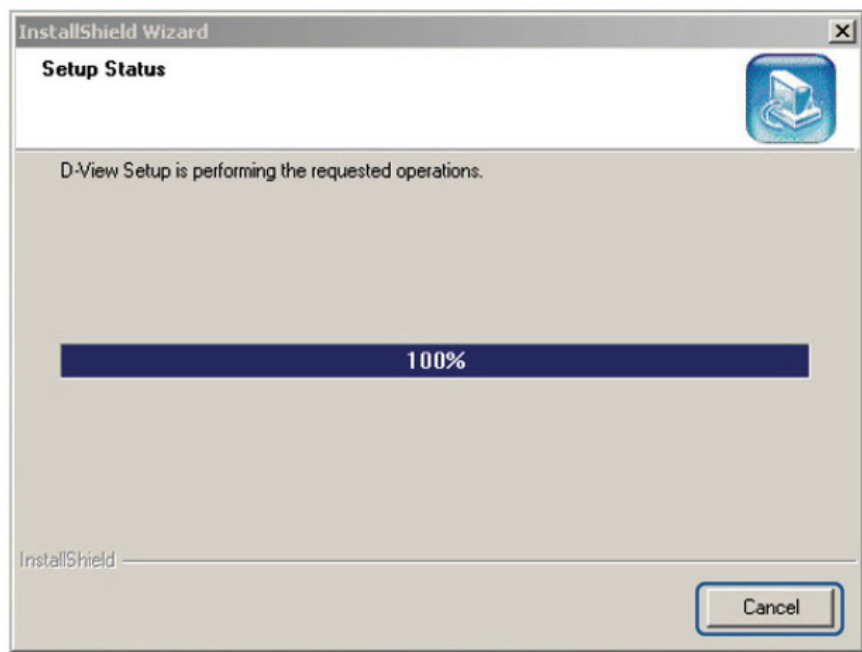 InstallShield Wizard
Setup Status
D-View Setup is performing the requested operations.
100%
InstallShield
Cancel